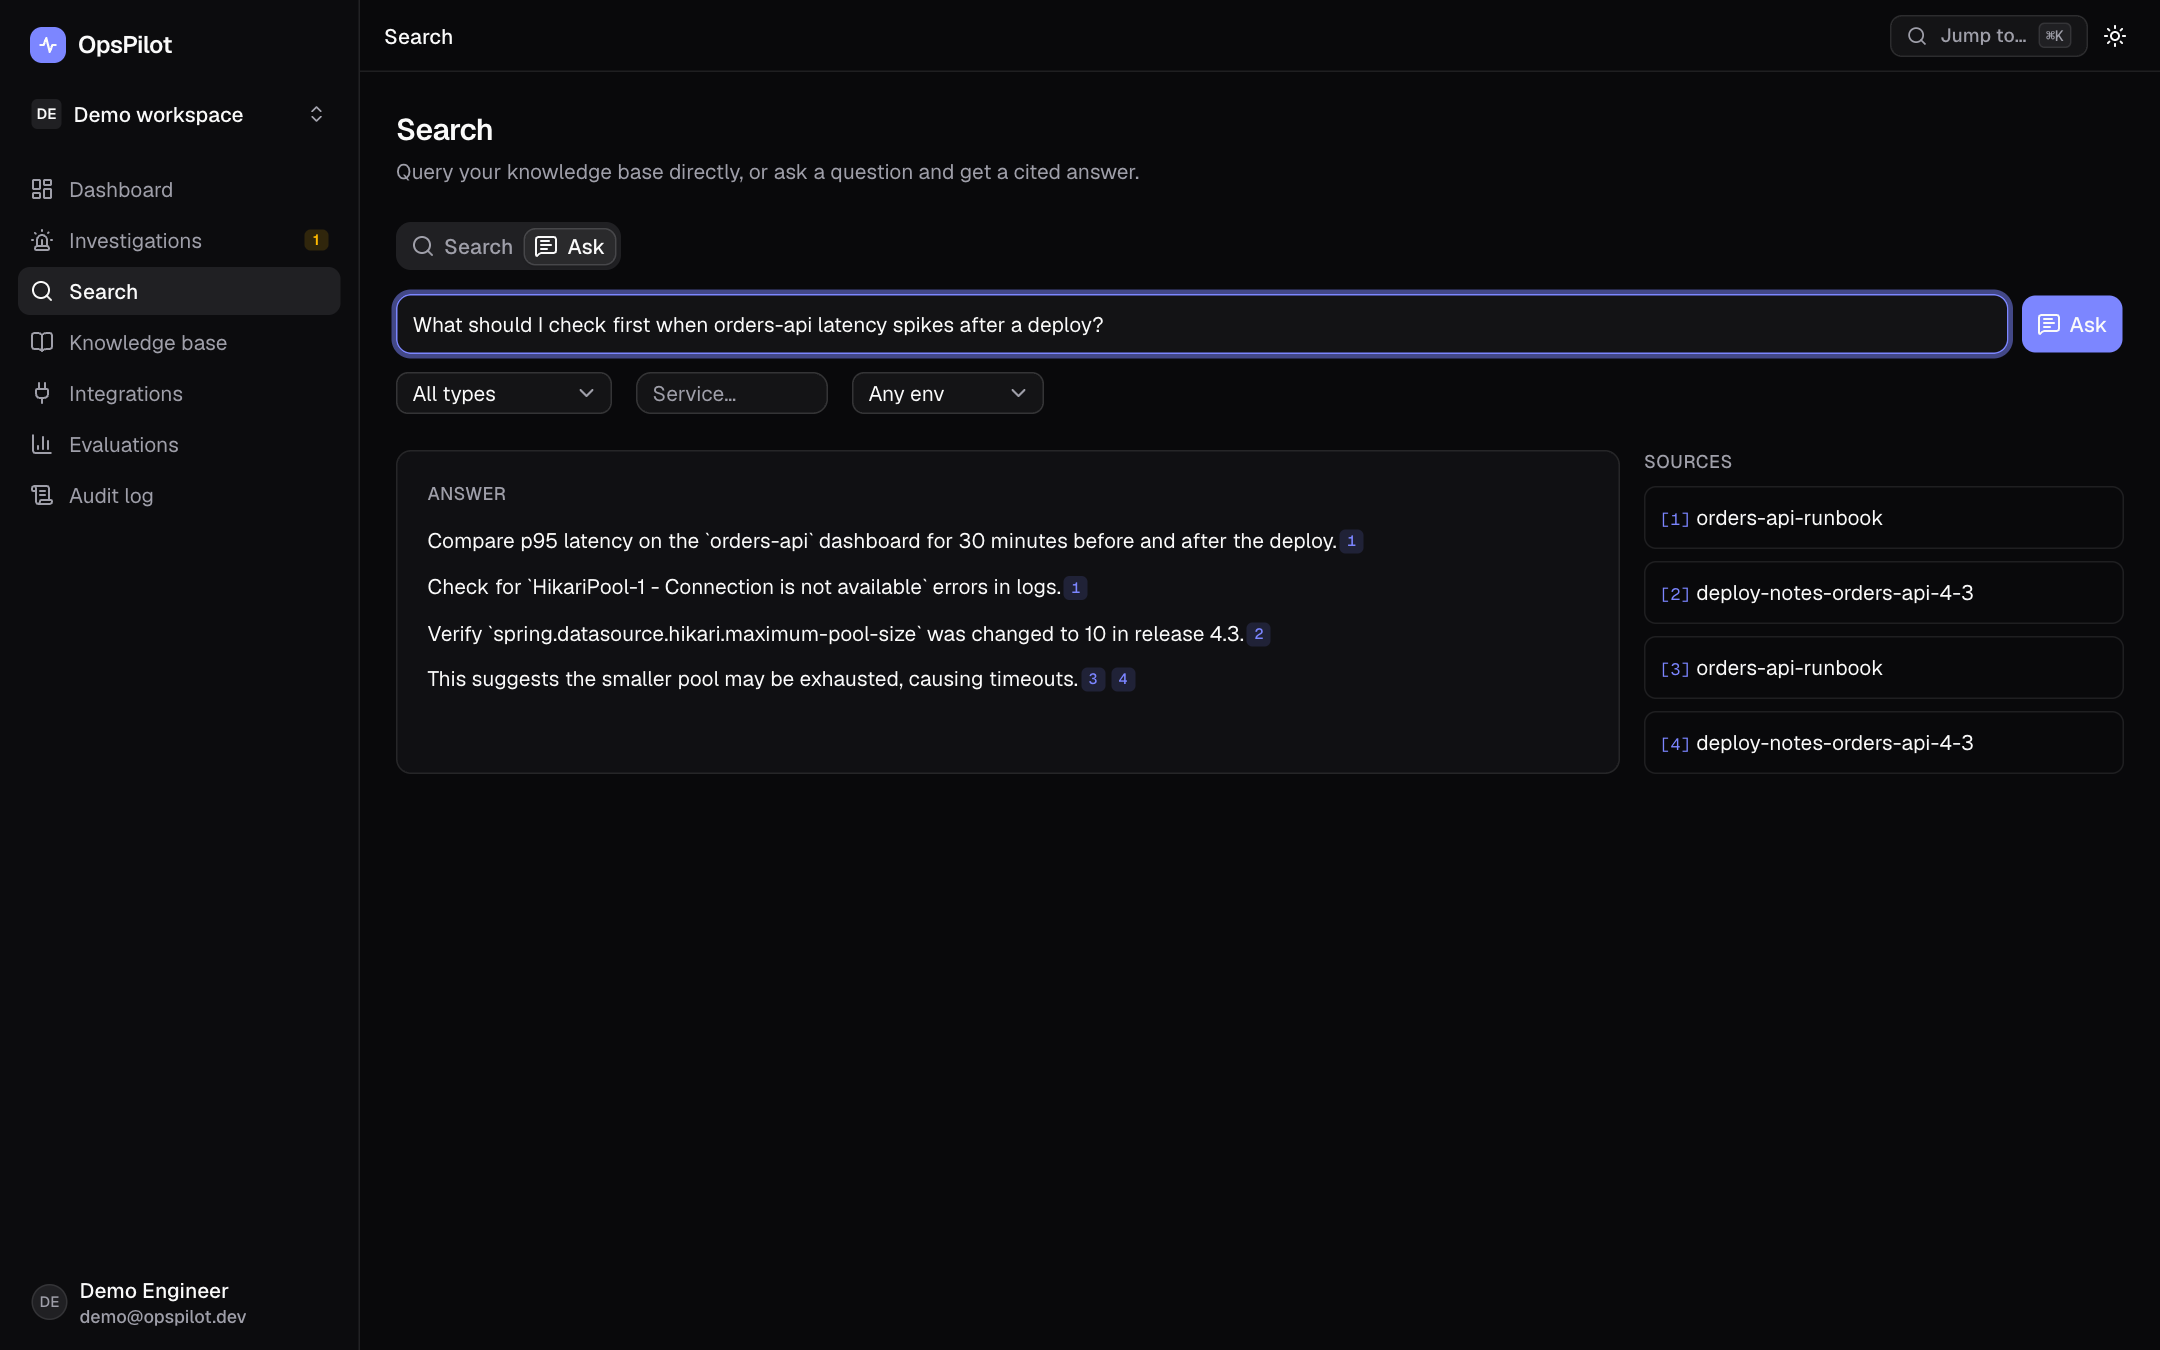 OpsPilot
DE Demo workspace
Dashboard
Investigations 1
Search
Knowledge base
Integrations
Evaluations
Audit log
DE Demo Engineer
demo@opspilot.dev
Search
Jump to... ⌘K
Search
Query your knowledge base directly, or ask a question and get a cited answer.
Search Ask
What should I check first when orders-api latency spikes after a deploy?
Ask
All types Service... Any env
ANSWER
Compare p95 latency on the `orders-api` dashboard for 30 minutes before and after the deploy. 1
Check for `HikariPool-1 - Connection is not available` errors in logs. 1
Verify `spring.datasource.hikari.maximum-pool-size` was changed to 10 in release 4.3. 2
This suggests the smaller pool may be exhausted, causing timeouts. 3 4
SOURCES
[1] orders-api-runbook
[2] deploy-notes-orders-api-4-3
[3] orders-api-runbook
[4] deploy-notes-orders-api-4-3